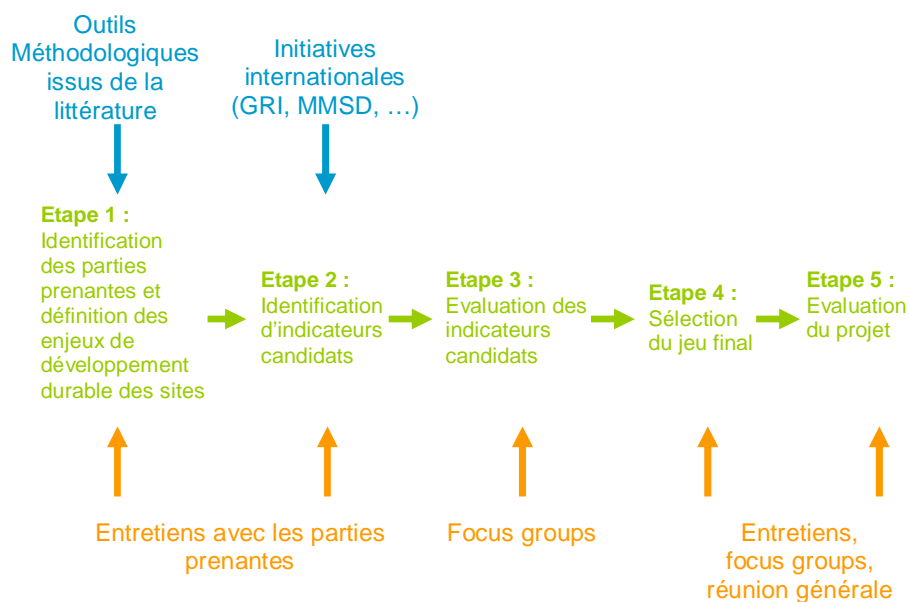 Outils
Méthodologiques
issus de la
littérature
Initiatives
internationales
(GRI, MMSD, …)
Etape 1 :
Identification
des parties
prenantes et
définition des
enjeux de
développement
durable des sites
Etape 2 :
Identification
d'indicateurs
candidats
Etape 3 :
Evaluation des
indicateurs
candidats
Etape 4 :
Sélection
du jeu final
Etape 5 :
Evaluation
du projet
Entretiens avec les parties
prenantes
Focus groups
Entretiens,
focus groups,
réunion générale